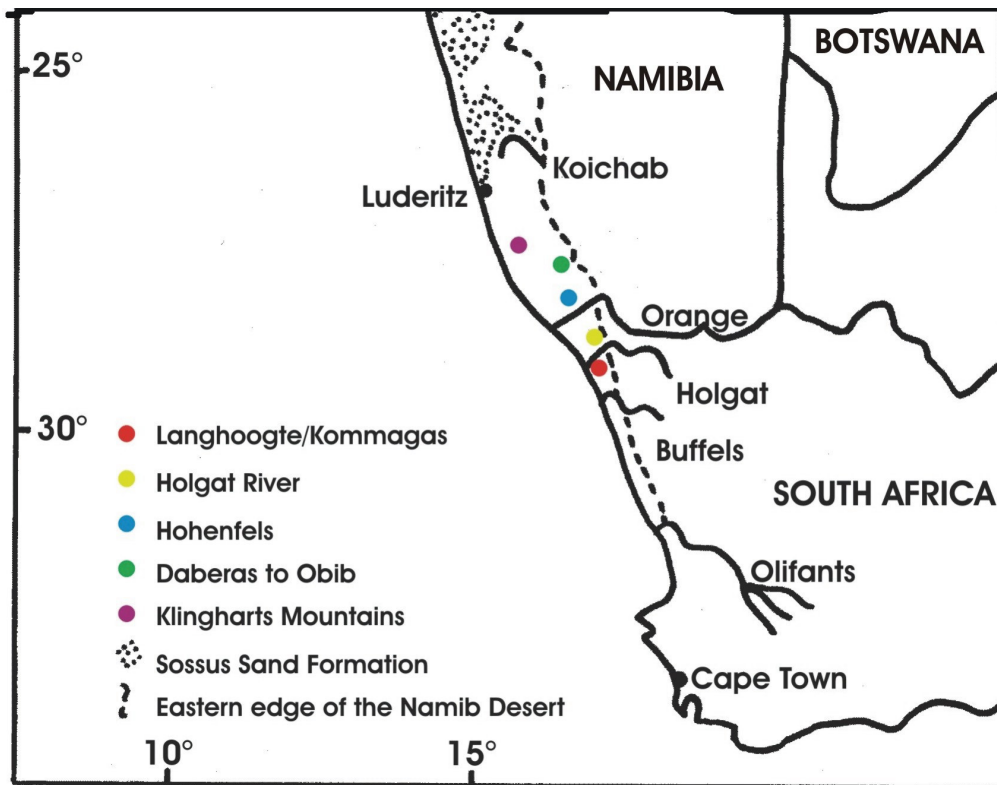 BOTSWANA
25°
NAMIBIA
Koichab
Luderitz
Orange
Holgat
30°
Langhoogte/Kommagas
Buffels
Holgat River
SOUTH AFRICA
Hohenfels
Daberas to Obib
Olifants
Klingharts Mountains
Sossus Sand Formation
Cape Town
Eastern edge of the Namib Desert
10°
15°